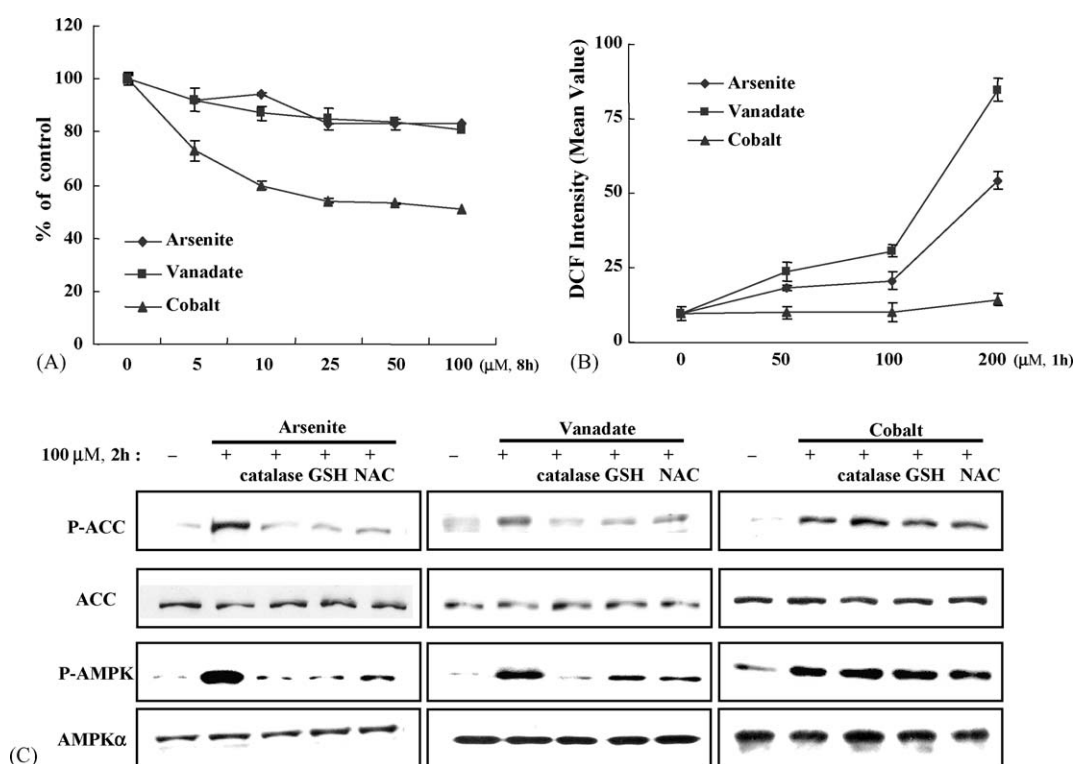 120
100
80
60
40
20
0
% of control
Arsenite
Vanadate
Cobalt
0 5 10 25 50 100 (μM, 8h)
(A)
100
75
50
25
0
DCF Intensity (Mean Value)
Arsenite
Vanadate
Cobalt
0 50 100 200 (μM, 1h)
(B)
Arsenite Vanadate Cobalt
100 μM, 2h : – + + + + – + + + + – + + + +
catalase GSH NAC catalase GSH NAC catalase GSH NAC
P-ACC
ACC
P-AMPK
AMPKα
(C)